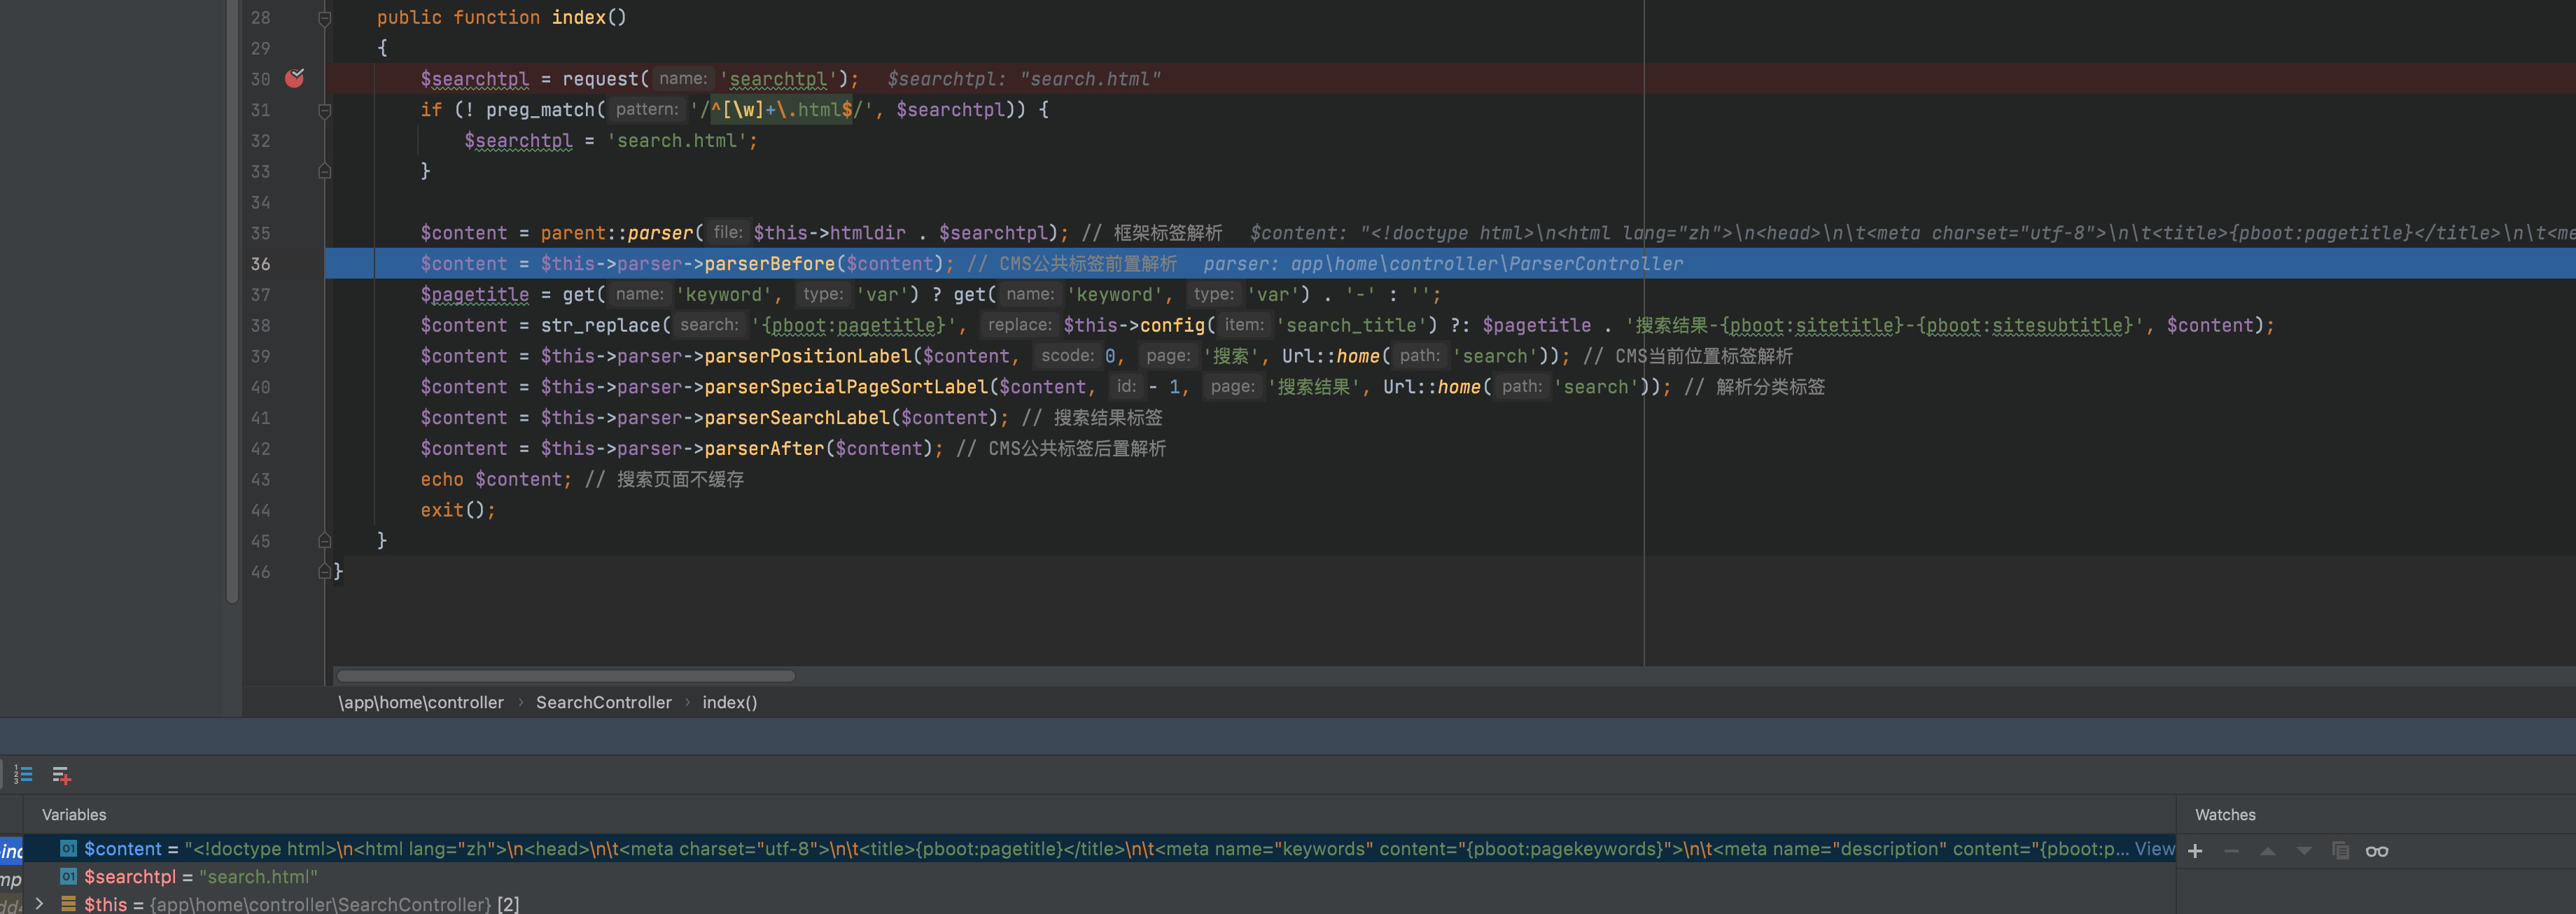 28 public function index()
29 {
30 $searchtpl = request( name: 'searchtpl'); $searchtpl: "search.html"
31 if (! preg_match( pattern: '/^[\w]+\.html$/', $searchtpl)) {
32 $searchtpl = 'search.html';
33 }
34
35 $content = parent::parser( file: $this->htmldir . $searchtpl); // 框架标签解析 $content: "<!doctype html>\n<html lang="zh">\n<head>\n\t<meta charset="utf-8">\n\t<title>{pboot:pagetitle}</title>\n\t<me
36 $content = $this->parser->parserBefore($content); // CMS公共标签前置解析 parser: app\home\controller\ParserController
37 $pagetitle = get( name: 'keyword', type: 'var') ? get( name: 'keyword', type: 'var') . '-' : '';
38 $content = str_replace( search: '{pboot:pagetitle}', replace: $this->config( item: 'search_title') ?: $pagetitle . '搜索结果-{pboot:sitetitle}-{pboot:sitesubtitle}', $content);
39 $content = $this->parser->parserPositionLabel($content, scode: 0, page: '搜索', Url::home( path: 'search')); // CMS当前位置标签解析
40 $content = $this->parser->parserSpecialPageSortLabel($content, id: - 1, page: '搜索结果', Url::home( path: 'search')); // 解析分类标签
41 $content = $this->parser->parserSearchLabel($content); // 搜索结果标签
42 $content = $this->parser->parserAfter($content); // CMS公共标签后置解析
43 echo $content; // 搜索页面不缓存
44 exit();
45 }
46 }
\app\home\controller › SearchController › index()
Variables
Watches
$content = "<!doctype html>\n<html lang="zh">\n<head>\n\t<meta charset="utf-8">\n\t<title>{pboot:pagetitle}</title>\n\t<meta name="keywords" content="{pboot:pagekeywords}">\n\t<meta name="description" content="{pboot:p... View
$searchtpl = "search.html"
$this = {app\home\controller\SearchController} [2]